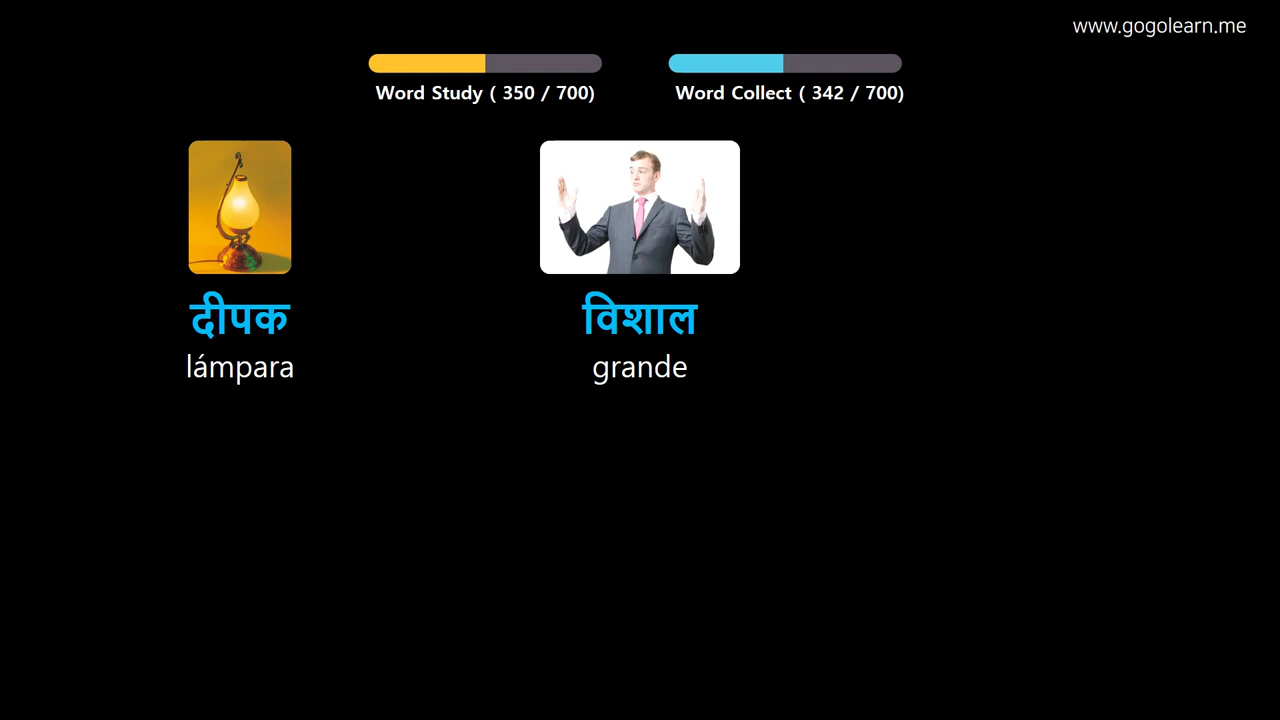 www.gogolearn.me
Word Study ( 350 / 700)
Word Collect ( 342 / 700)
दीपक
lámpara
विशाल
grande